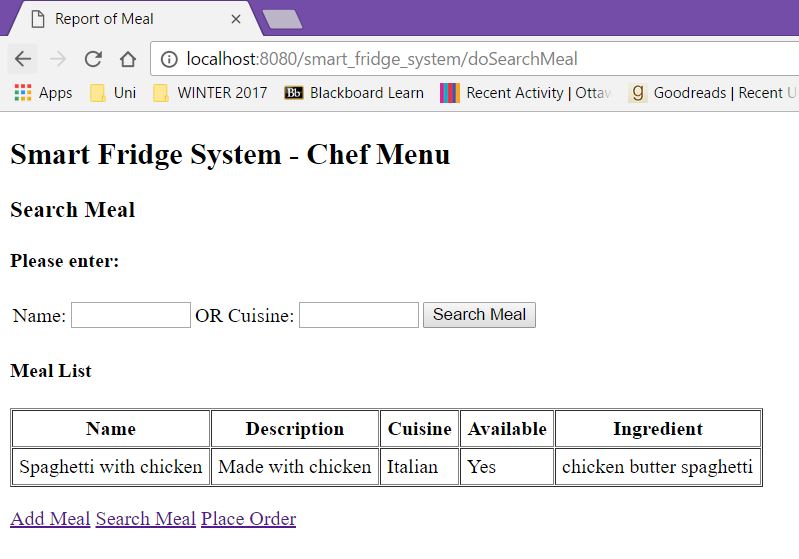 Report of Meal
localhost:8080/smart_fridge_system/doSearchMeal
Apps Uni WINTER 2017 Bb Blackboard Learn Recent Activity | Ottaw g Goodreads | Recent U
Smart Fridge System - Chef Menu
Search Meal
Please enter:
Name: OR Cuisine: Search Meal
Meal List
Name Description Cuisine Available Ingredient
Spaghetti with chicken Made with chicken Italian Yes chicken butter spaghetti
Add Meal Search Meal Place Order